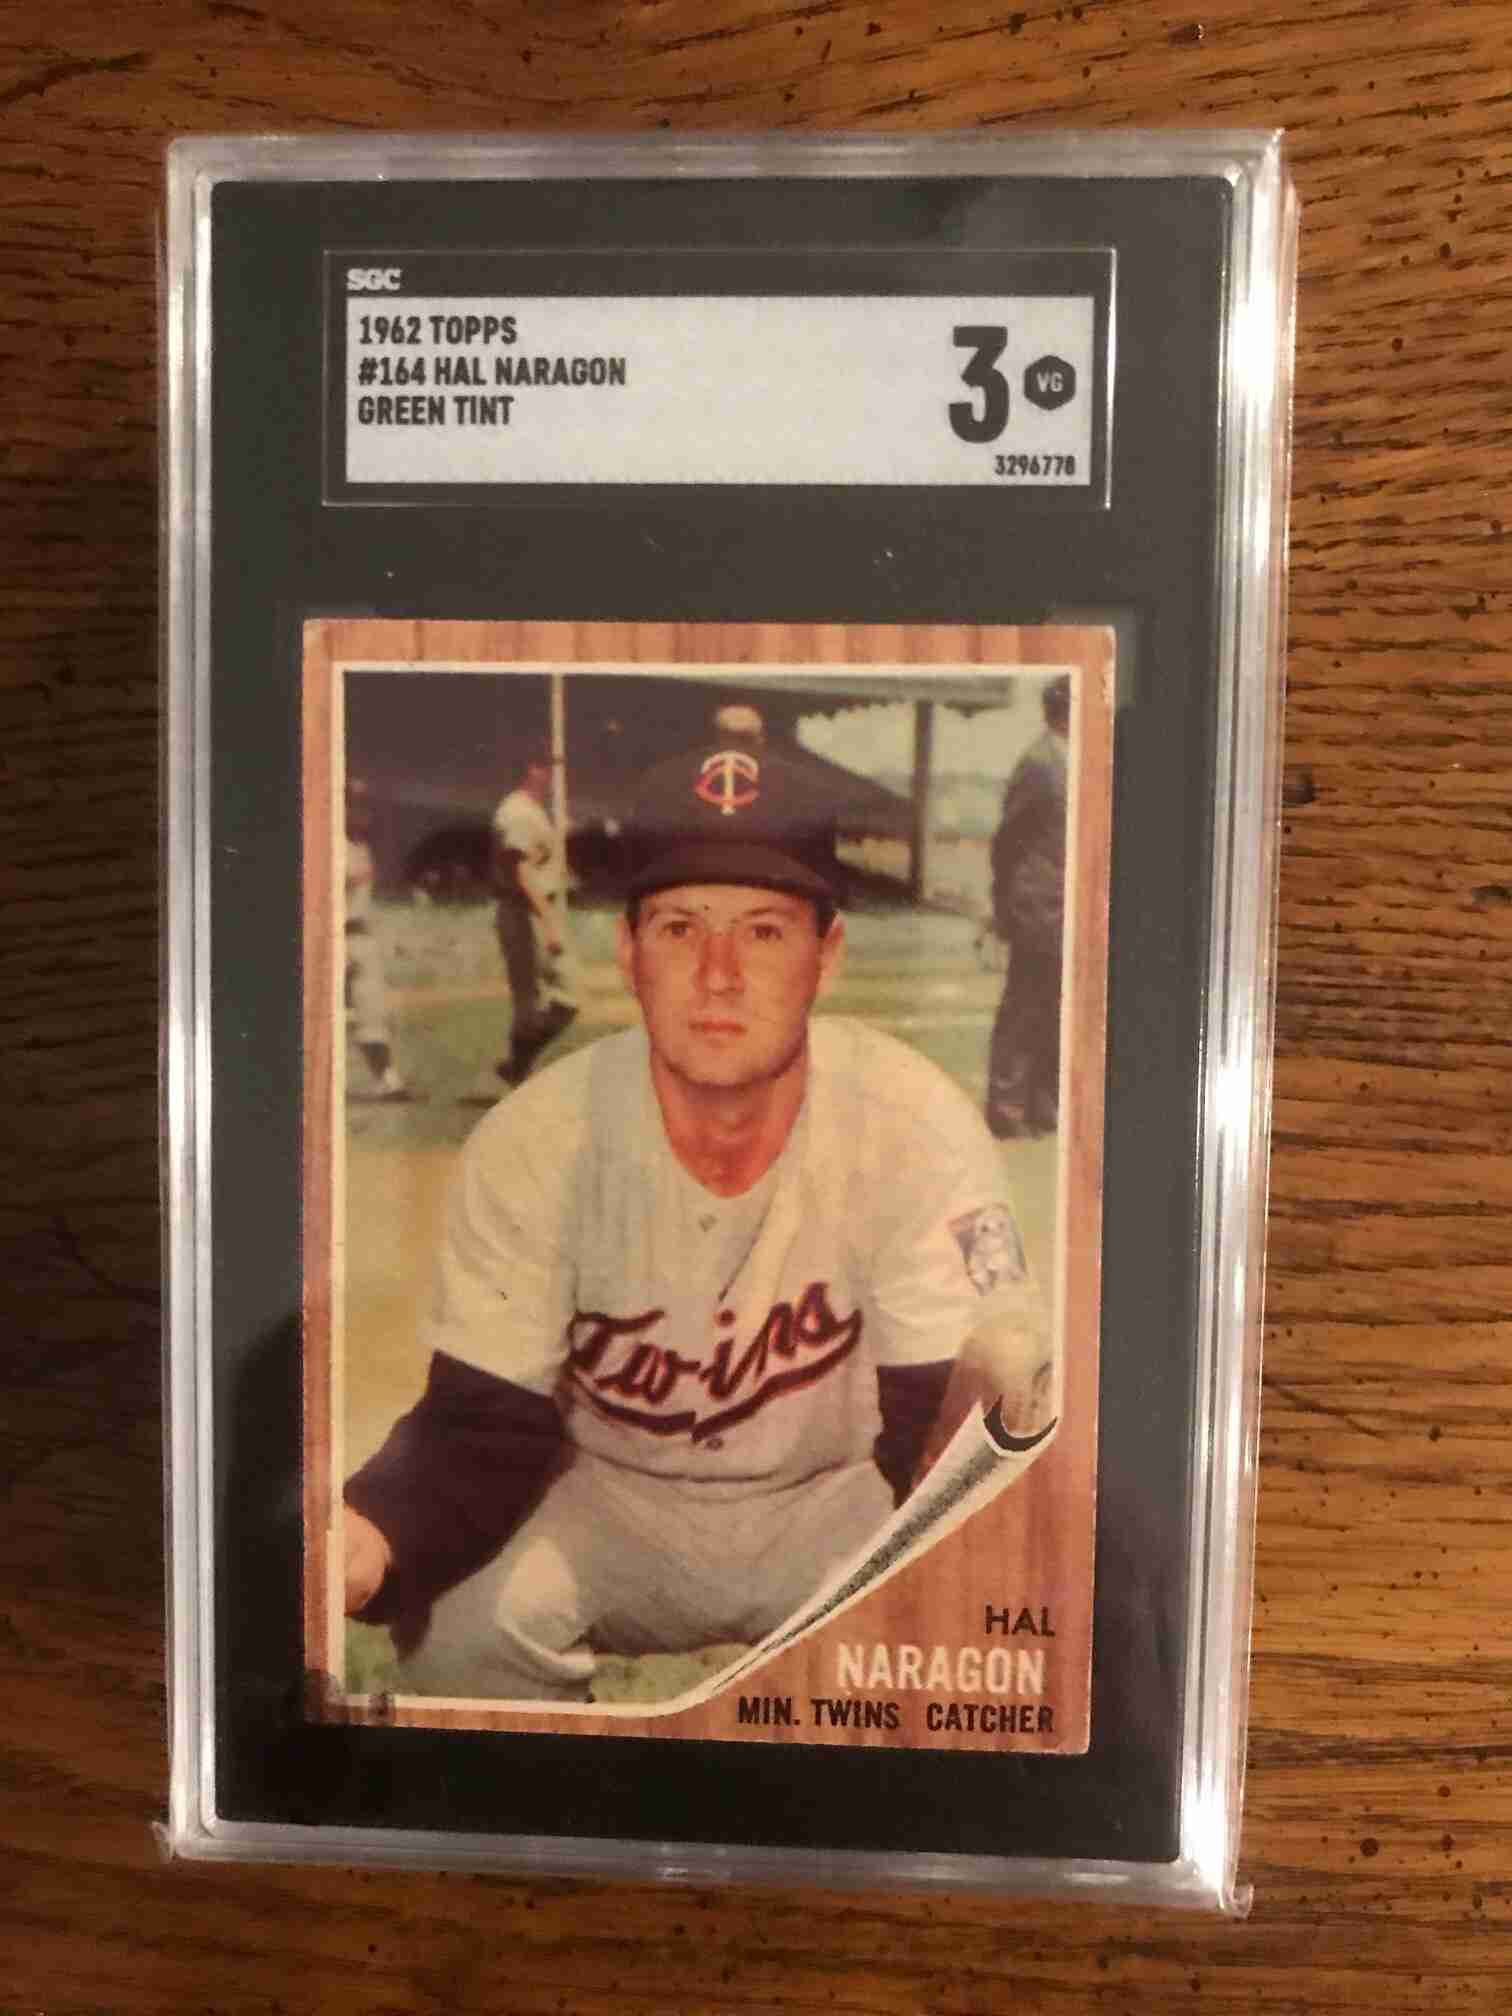 SGC
1962 TOPPS
#164 HAL NARAGON
GREEN TINT
3 VG
3296778
TC
Twins
HAL
NARAGON
MIN. TWINS CATCHER